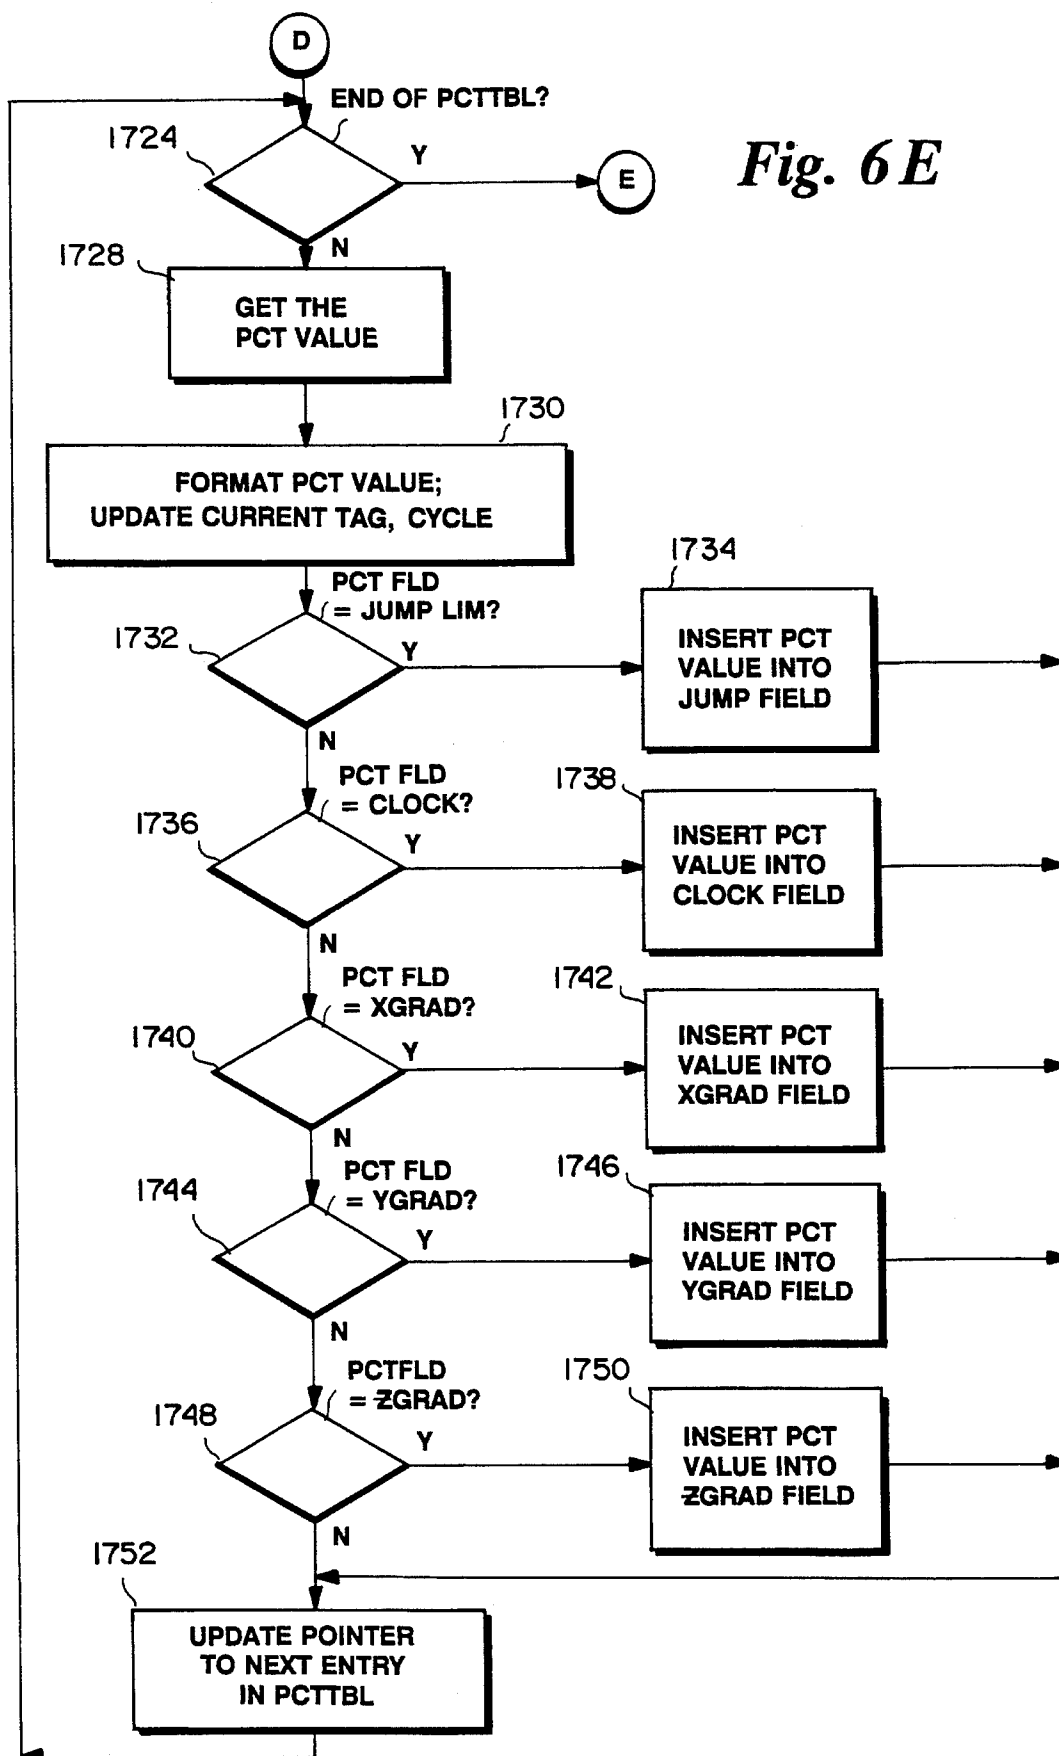 D
END OF PCTTBL?
1724
Y
E
Fig. 6E
N
1728
GET THE
PCT VALUE
1730
FORMAT PCT VALUE;
UPDATE CURRENT TAG, CYCLE
PCT FLD
= JUMP LIM?
1732
Y
1734
INSERT PCT
VALUE INTO
JUMP FIELD
N
PCT FLD
= CLOCK?
1736
Y
1738
INSERT PCT
VALUE INTO
CLOCK FIELD
N
PCT FLD
= XGRAD?
1740
Y
1742
INSERT PCT
VALUE INTO
XGRAD FIELD
N
PCT FLD
= YGRAD?
1744
Y
1746
INSERT PCT
VALUE INTO
YGRAD FIELD
N
PCTFLD
= ZGRAD?
1748
Y
1750
INSERT PCT
VALUE INTO
ZGRAD FIELD
N
1752
UPDATE POINTER
TO NEXT ENTRY
IN PCTTBL